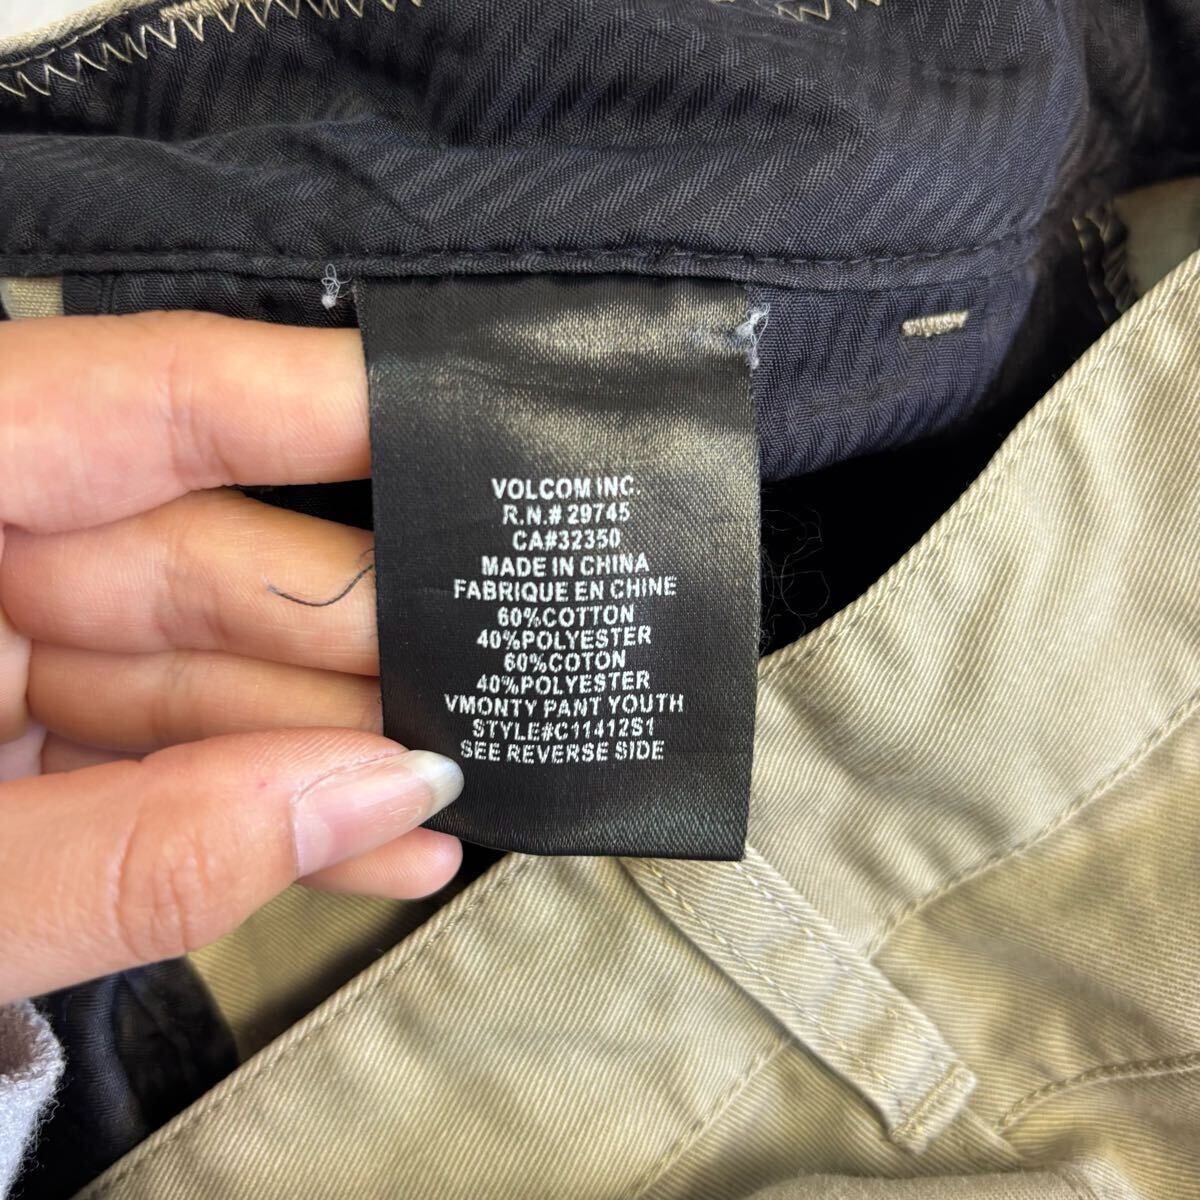 VOLCOM INC.
R.N.# 29745
CA#32350
MADE IN CHINA
FABRIQUE EN CHINE
60%COTTON
40%POLYESTER
60%COTON
40%POLYESTER
VMONTY PANT YOUTH
STYLE#C11412S1
SEE REVERSE SIDE